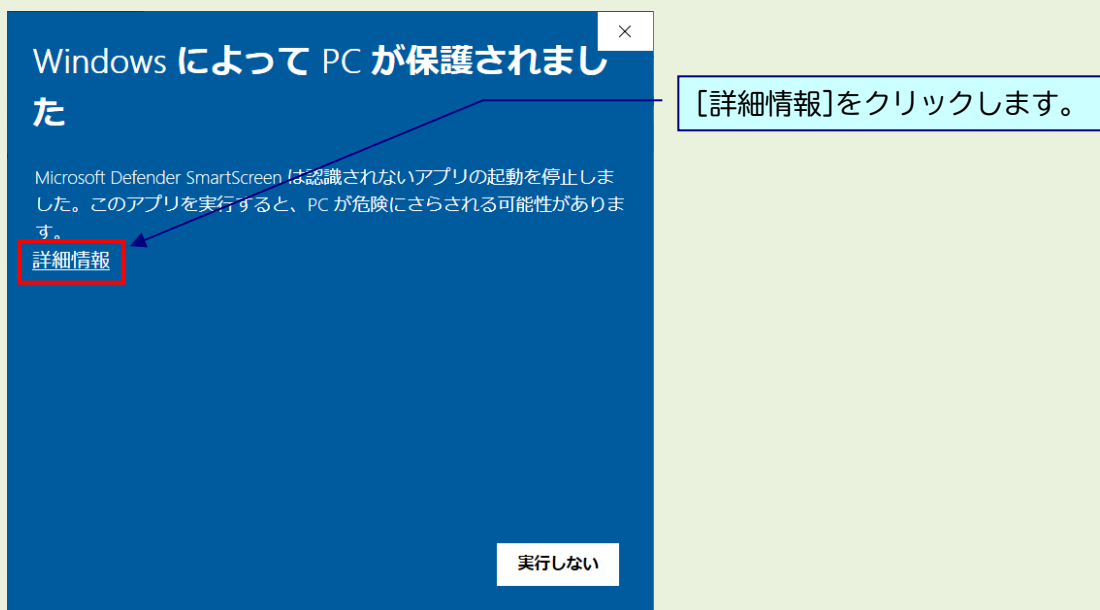 Windows によって PC が保護されまし
た
[詳細情報]をクリックします。
Microsoft Defender SmartScreen は認識されないアプリの起動を停止しま
した。このアプリを実行すると、PC が危険にさらされる可能性がありま
す。
詳細情報
実行しない